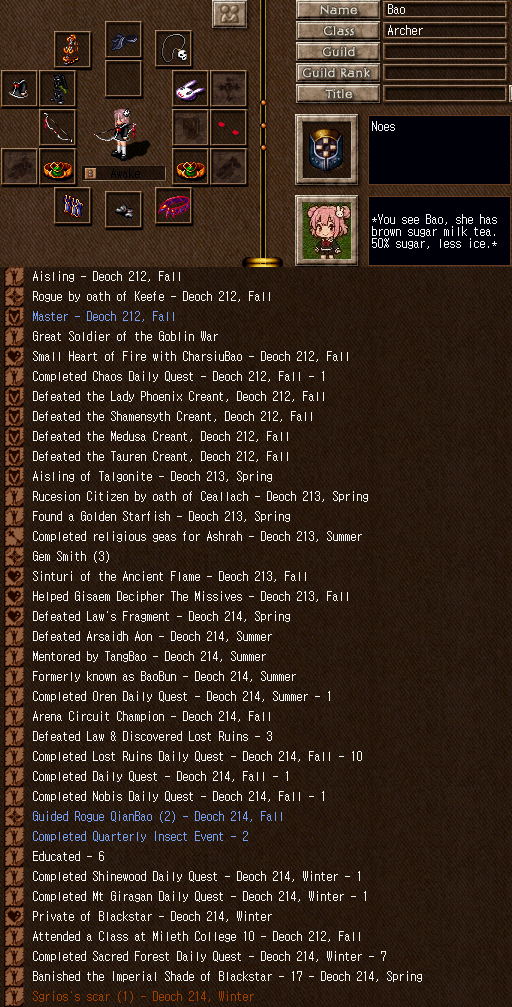 Name Bao
Class Archer
Guild
Guild Rank
Title
Noes
Awake
*You see Bao, she has
brown sugar milk tea.
50% sugar, less ice.*
Aisling - Deoch 212, Fall
Rogue by oath of Keefe - Deoch 212, Fall
Master - Deoch 212, Fall
Great Soldier of the Goblin War
Small Heart of Fire with CharsiuBao - Deoch 212, Fall
Completed Chaos Daily Quest - Deoch 212, Fall - 1
Defeated the Lady Phoenix Creant, Deoch 212, Fall
Defeated the Shamensyth Creant, Deoch 212, Fall
Defeated the Medusa Creant, Deoch 212, Fall
Defeated the Tauren Creant, Deoch 212, Fall
Aisling of Talgonite - Deoch 213, Spring
Rucesion Citizen by oath of Ceallach - Deoch 213, Spring
Found a Golden Starfish - Deoch 213, Spring
Completed religious geas for Ashrah - Deoch 213, Summer
Gem Smith (3)
Sinturi of the Ancient Flame - Deoch 213, Fall
Helped Gisaem Decipher The Missives - Deoch 213, Fall
Defeated Law's Fragment - Deoch 214, Spring
Defeated Arsaidh Aon - Deoch 214, Summer
Mentored by TangBao - Deoch 214, Summer
Formerly known as BaoBun - Deoch 214, Summer
Completed Oren Daily Quest - Deoch 214, Summer - 1
Arena Circuit Champion - Deoch 214, Fall
Defeated Law & Discovered Lost Ruins - 3
Completed Lost Ruins Daily Quest - Deoch 214, Fall - 10
Completed Daily Quest - Deoch 214, Fall - 1
Completed Nobis Daily Quest - Deoch 214, Fall - 1
Guided Rogue QianBao (2) - Deoch 214, Fall
Completed Quarterly Insect Event - 2
Educated - 6
Completed Shinewood Daily Quest - Deoch 214, Winter - 1
Completed Mt Giragan Daily Quest - Deoch 214, Winter - 1
Private of Blackstar - Deoch 214, Winter
Attended a Class at Mileth College 10 - Deoch 212, Fall
Completed Sacred Forest Daily Quest - Deoch 214, Winter - 7
Banished the Imperial Shade of Blackstar - 17 - Deoch 214, Spring
Sgrios's scar (1) - Deoch 214, Winter